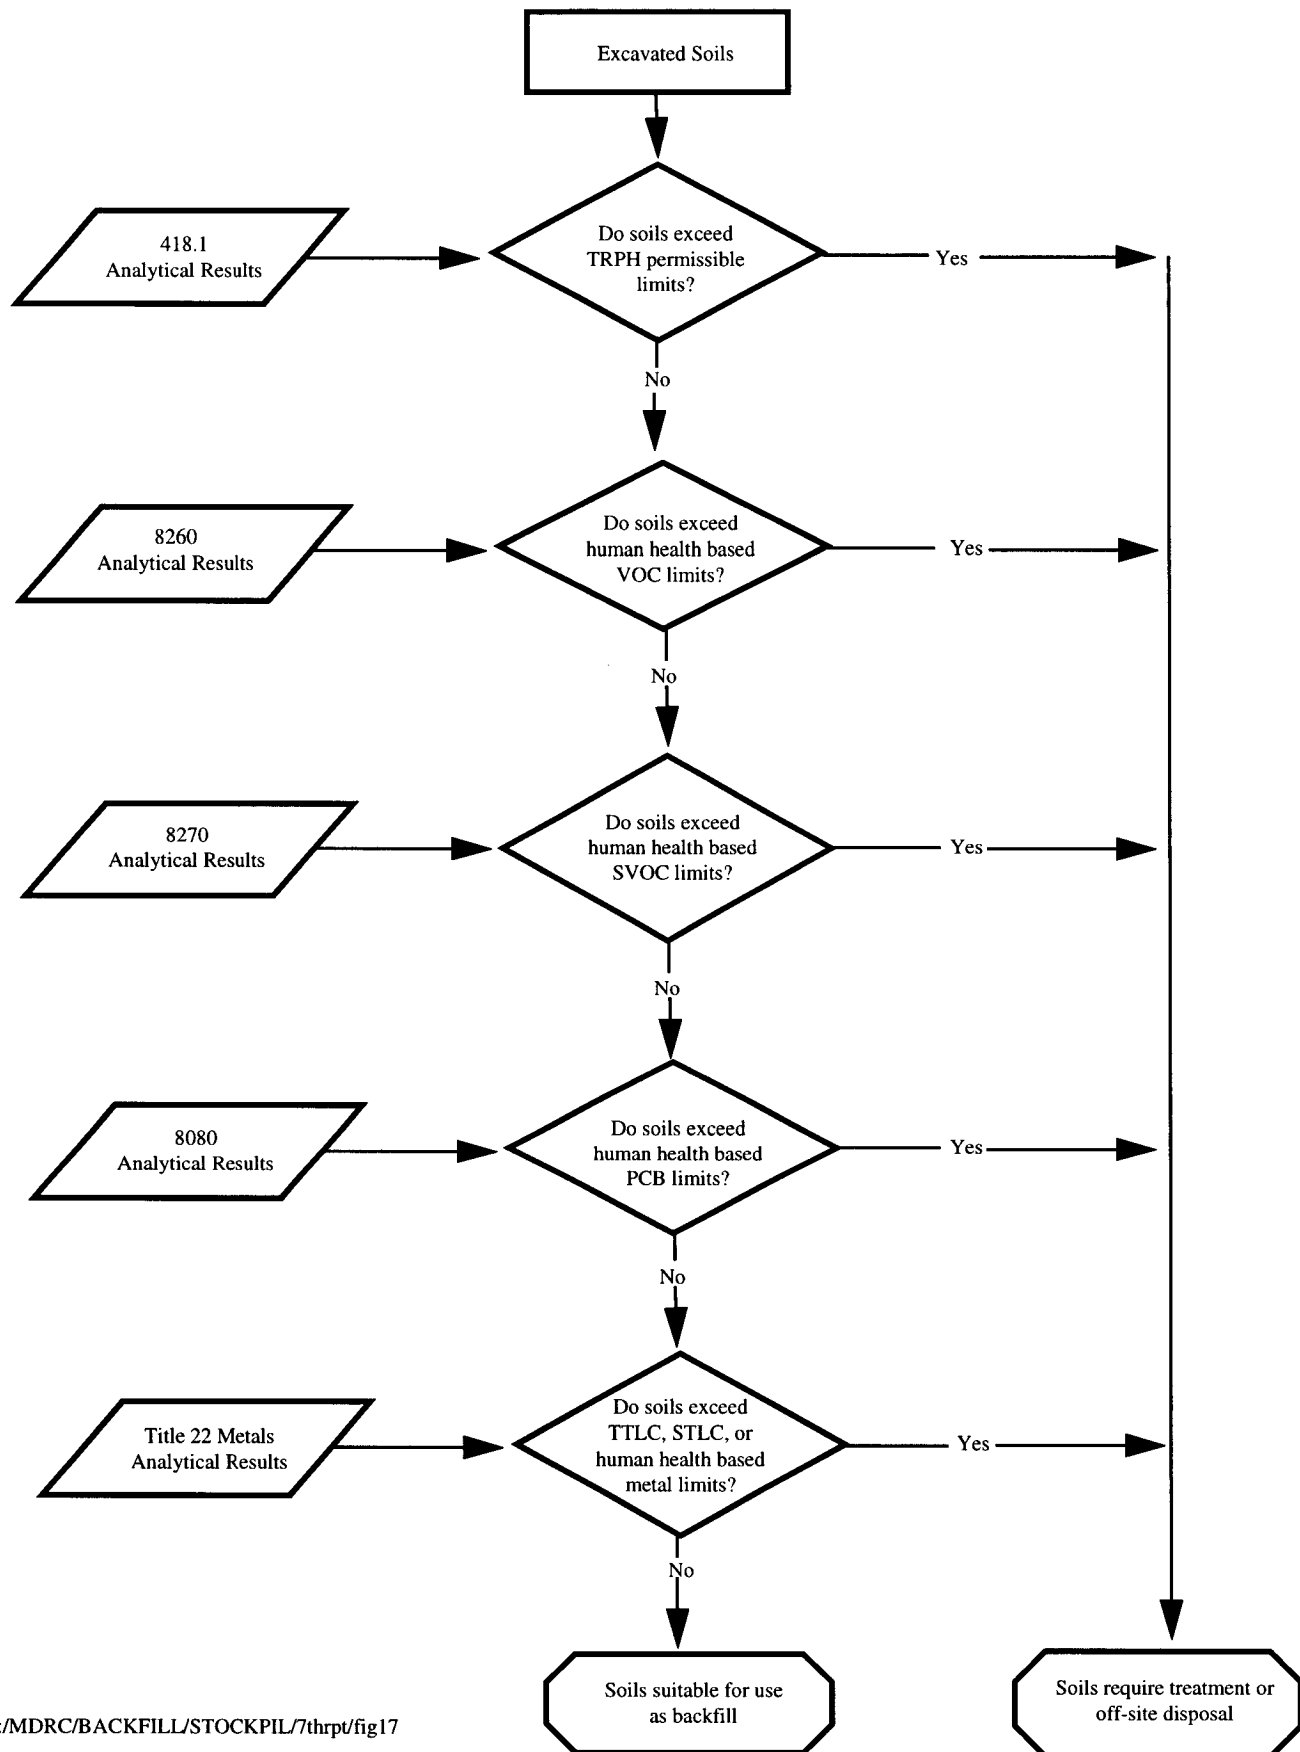 Excavated Soils
418.1
Analytical Results
Do soils exceed
TRPH permissible
limits?
Yes
No
8260
Analytical Results
Do soils exceed
human health based
VOC limits?
Yes
No
8270
Analytical Results
Do soils exceed
human health based
SVOC limits?
Yes
No
8080
Analytical Results
Do soils exceed
human health based
PCB limits?
Yes
No
Title 22 Metals
Analytical Results
Do soils exceed
TTLC, STLC, or
human health based
metal limits?
Yes
No
Soils suitable for use
as backfill
Soils require treatment or
off-site disposal
:/MDRC/BACKFILL/STOCKPIL/7thrpt/fig17